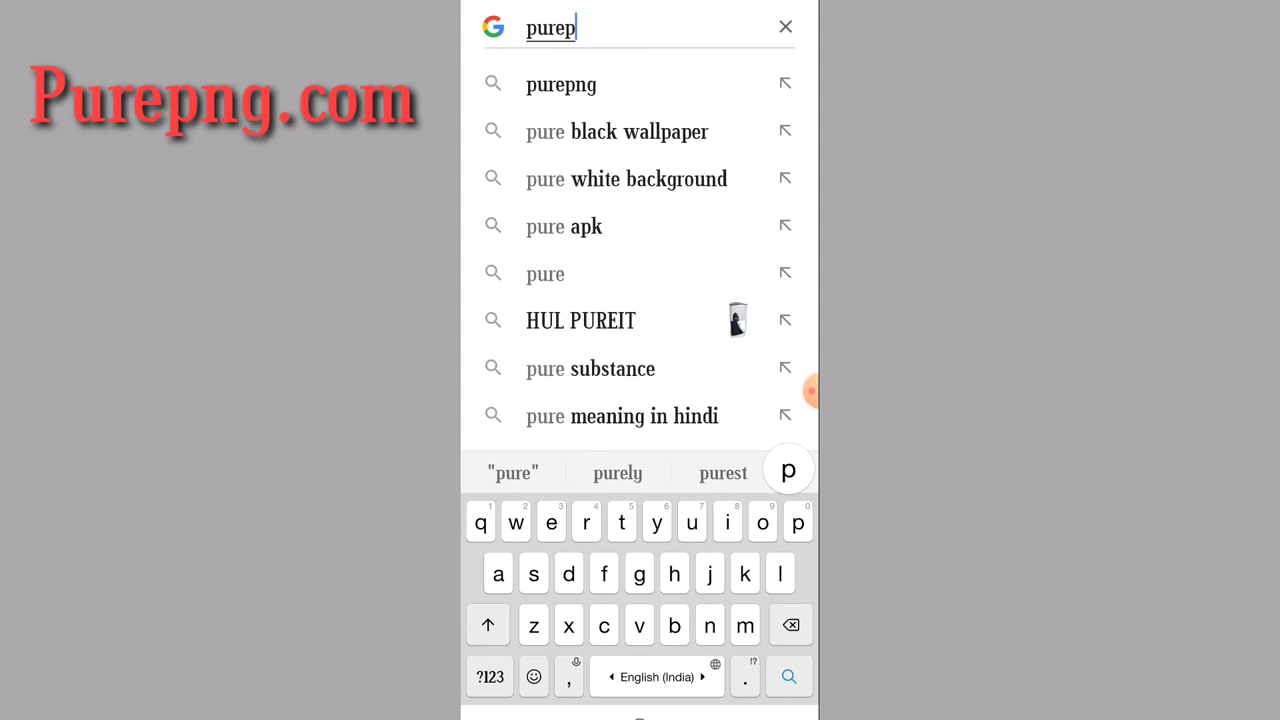 Purepng.com
purep
purepng
pure black wallpaper
pure white background
pure apk
pure
HUL PUREIT
pure substance
pure meaning in hindi
"pure" purely purest p
1 2 3 4 5 6 7 8 9 0
q w e r t y u i o p
a s d f g h j k l
z x c v b n m
?123 , English (India) !? .